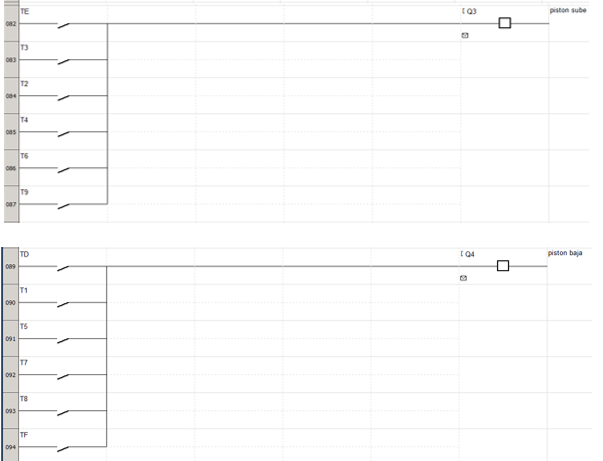 TE [ Q3 piston sube
082
T3
083
T2
084
T4
085
T6
086
T9
087
TD [ Q4 piston baja
089
T1
090
T5
091
T7
092
T8
093
TF
094